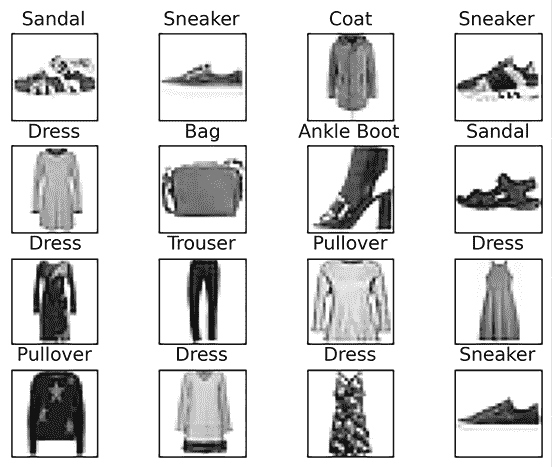 Sandal Sneaker Coat Sneaker
Dress Bag Ankle Boot Sandal
Dress Trouser Pullover Dress
Pullover Dress Dress Sneaker